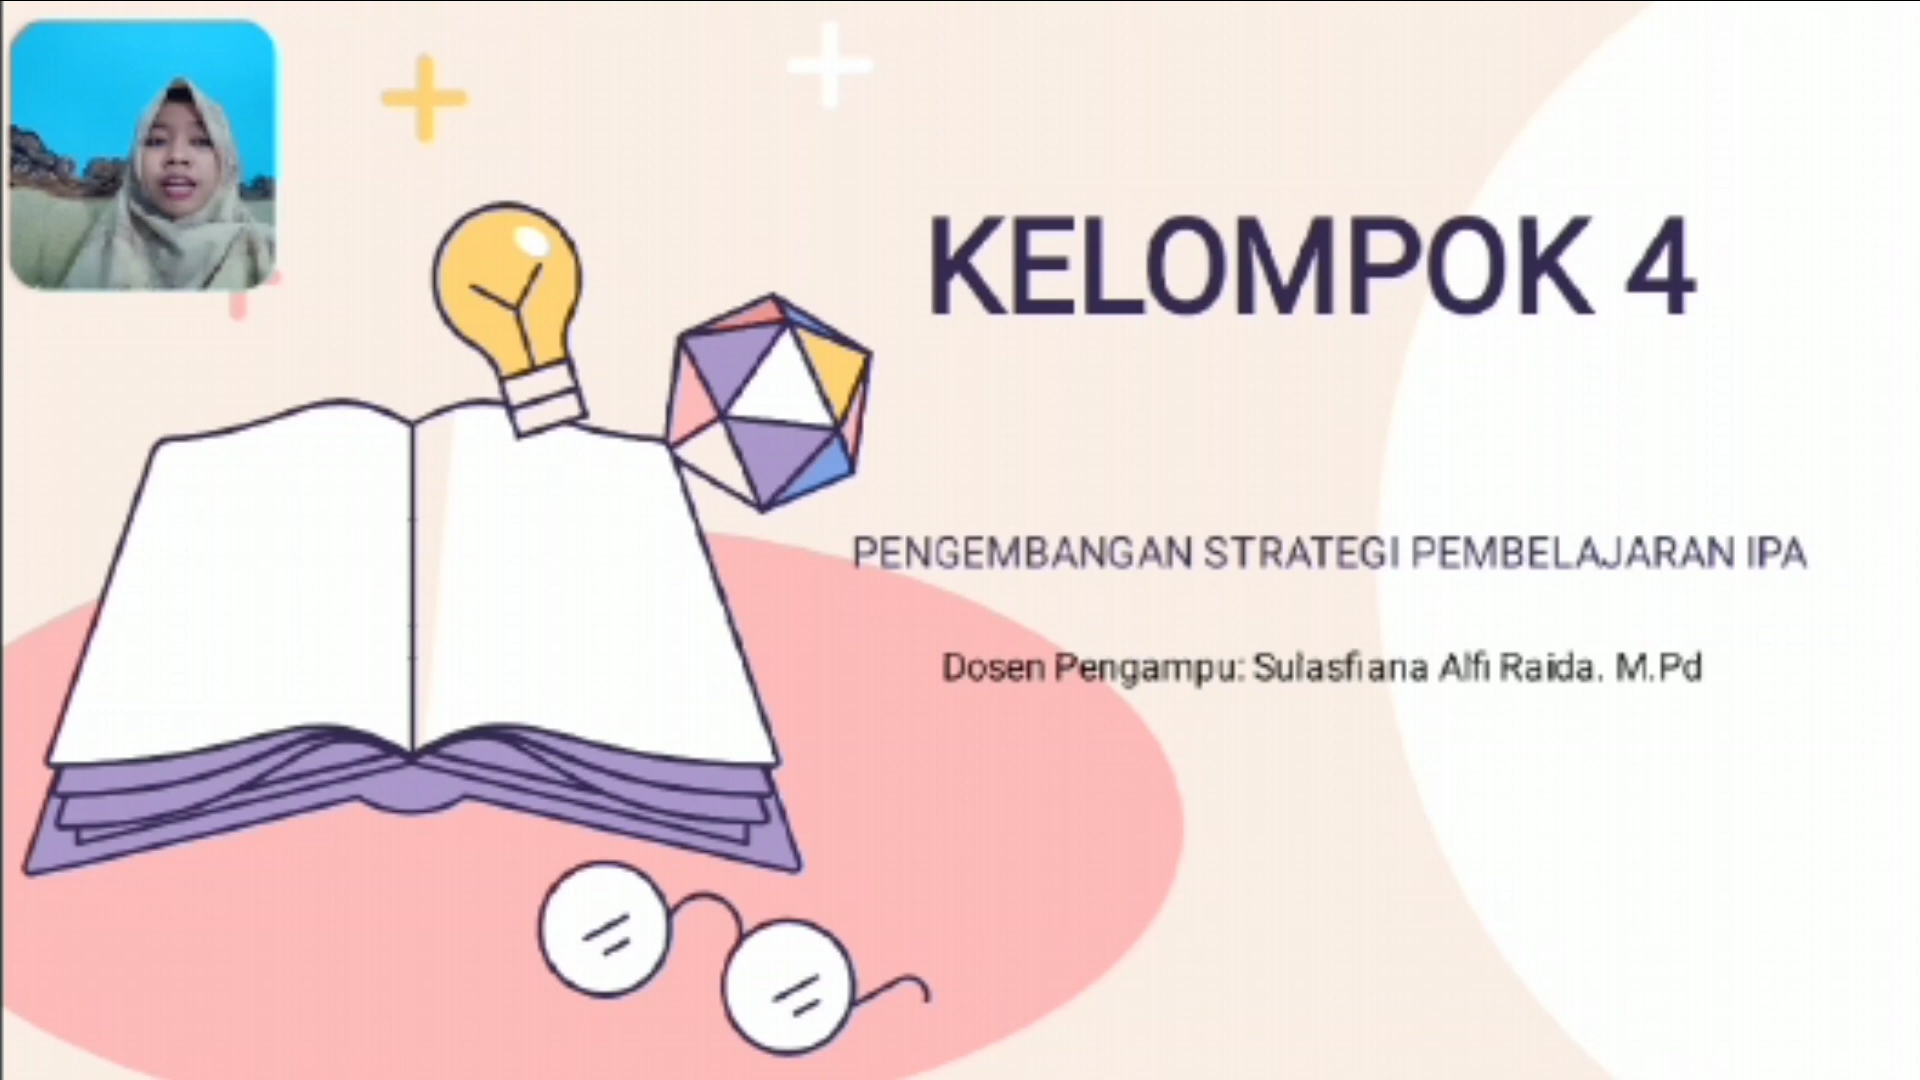 KELOMPOK 4
PENGEMBANGAN STRATEGI PEMBELAJARAN IPA
Dosen Pengampu: Sulasfiana Alfi Raida. M.Pd